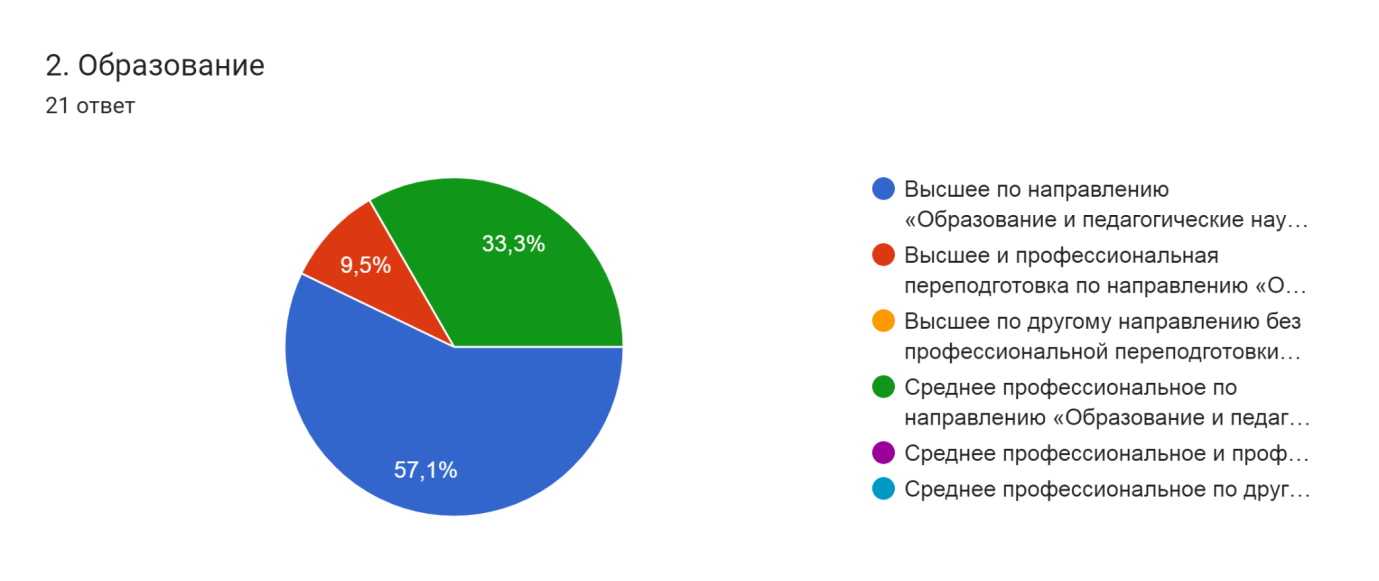 2. Образование
21 ответ
33,3%
9,5%
57,1%
Высшее по направлению
«Образование и педагогические нау…
Высшее и профессиональная
переподготовка по направлению «О…
Высшее по другому направлению без
профессиональной переподготовки…
Среднее профессиональное по
направлению «Образование и педаг…
Среднее профессиональное и проф…
Среднее профессиональное по друг…